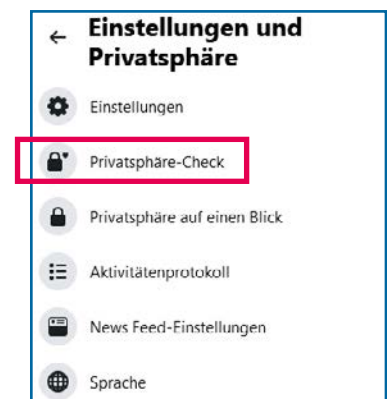 Einstellungen und
Privatsphäre
Einstellungen
Privatsphäre-Check
Privatsphäre auf einen Blick
Aktivitätenprotokoll
News Feed-Einstellungen
Sprache